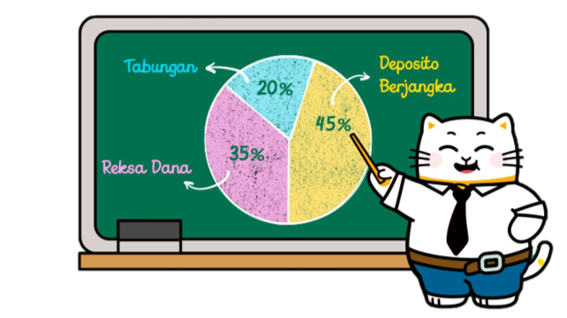 Tabungan
20%
Deposito
Berjangka
45%
35%
Reksa Dana